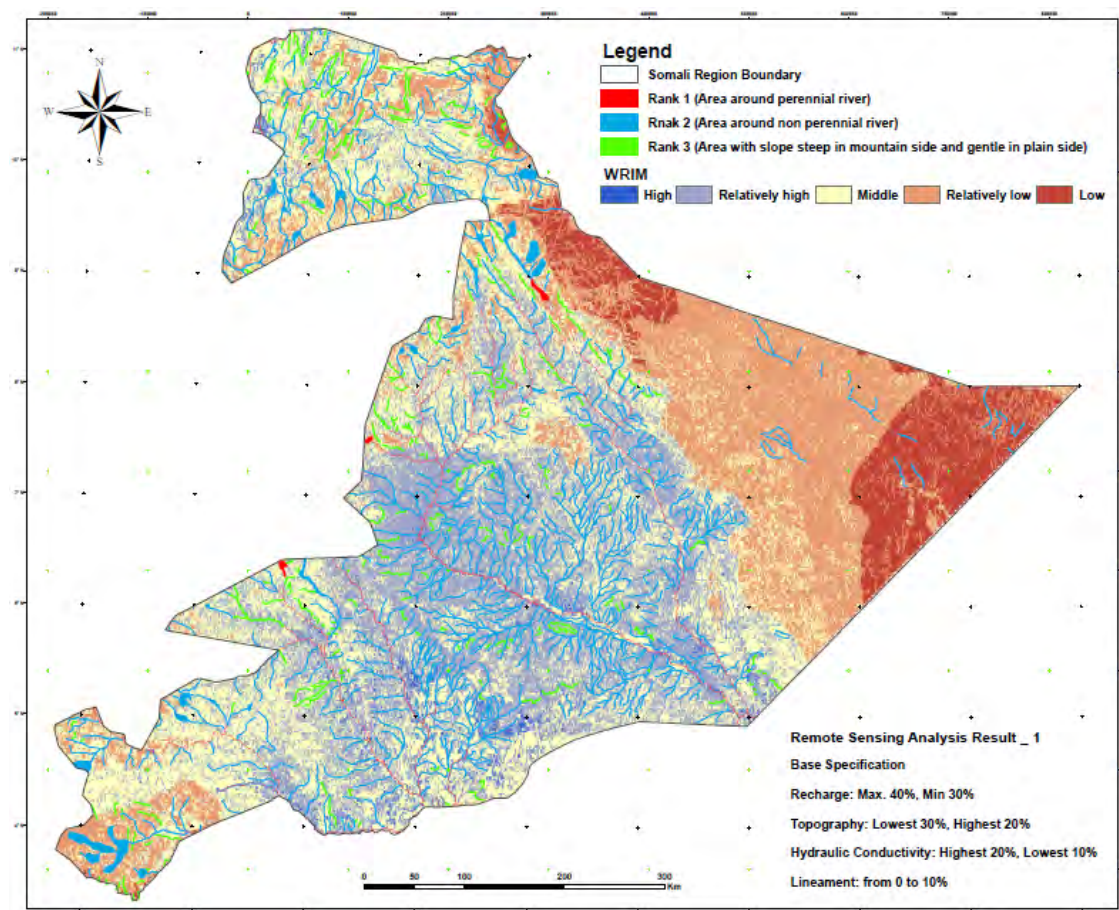 N
W E
S
Legend
Somali Region Boundary
Rank 1 (Area around perennial river)
Rnak 2 (Area around non perennial river)
Rank 3 (Area with slope steep in mountain side and gentle in plain side)
WRIM
High Relatively high Middle Relatively low Low
Remote Sensing Analysis Result _ 1
Base Specification
Recharge: Max. 40%, Min 30%
Topography: Lowest 30%, Highest 20%
Hydraulic Conductivity: Highest 20%, Lowest 10%
Lineament: from 0 to 10%
0 50 100 200 300
Km